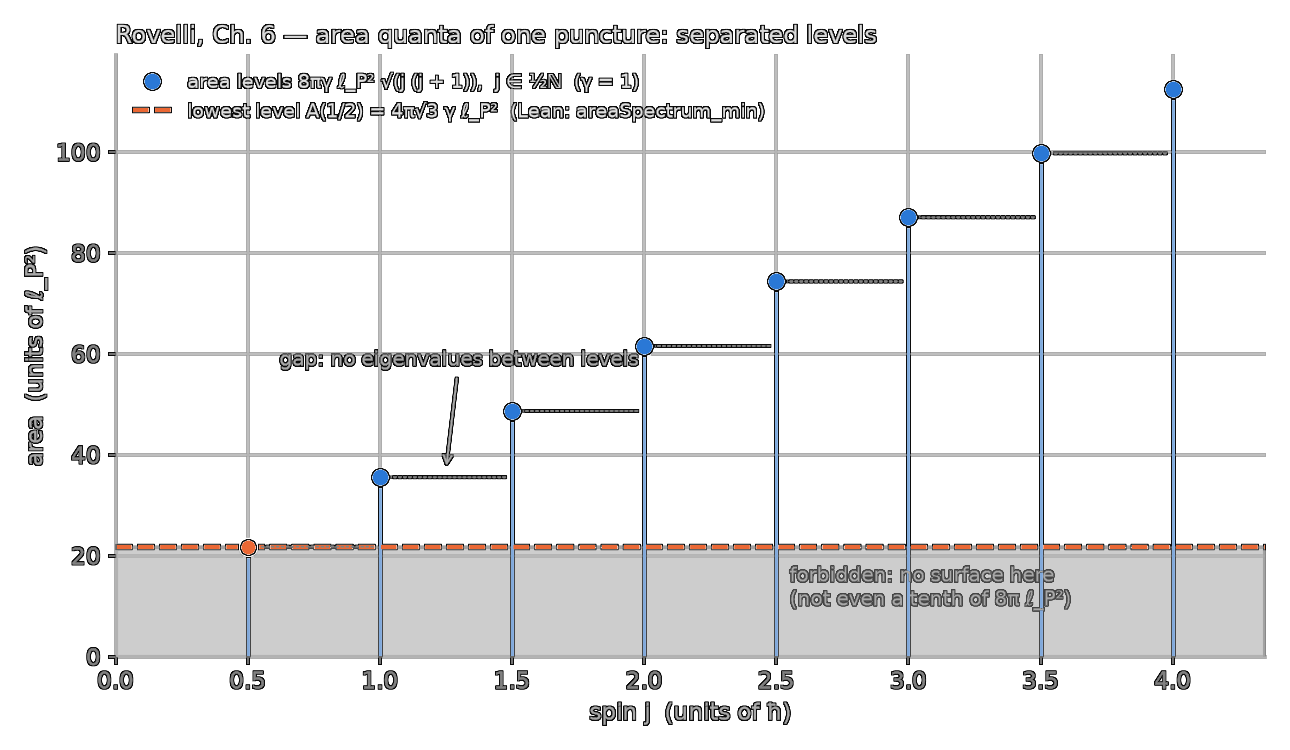 Rovelli, Ch. 6 — area quanta of one puncture: separated levels
area levels 8πγ ℓ_P² √(j (j + 1)),  j ∈ ½ℕ  (γ = 1)
lowest level A(1/2) = 4π√3 γ ℓ_P²  (Lean: areaSpectrum_min)
area (units of ℓ_P²)
100
80
60
40
20
0
gap: no eigenvalues between levels
forbidden: no surface here
(not even a tenth of 8π ℓ_P²)
0.0 0.5 1.0 1.5 2.0 2.5 3.0 3.5 4.0
spin j (units of ħ)